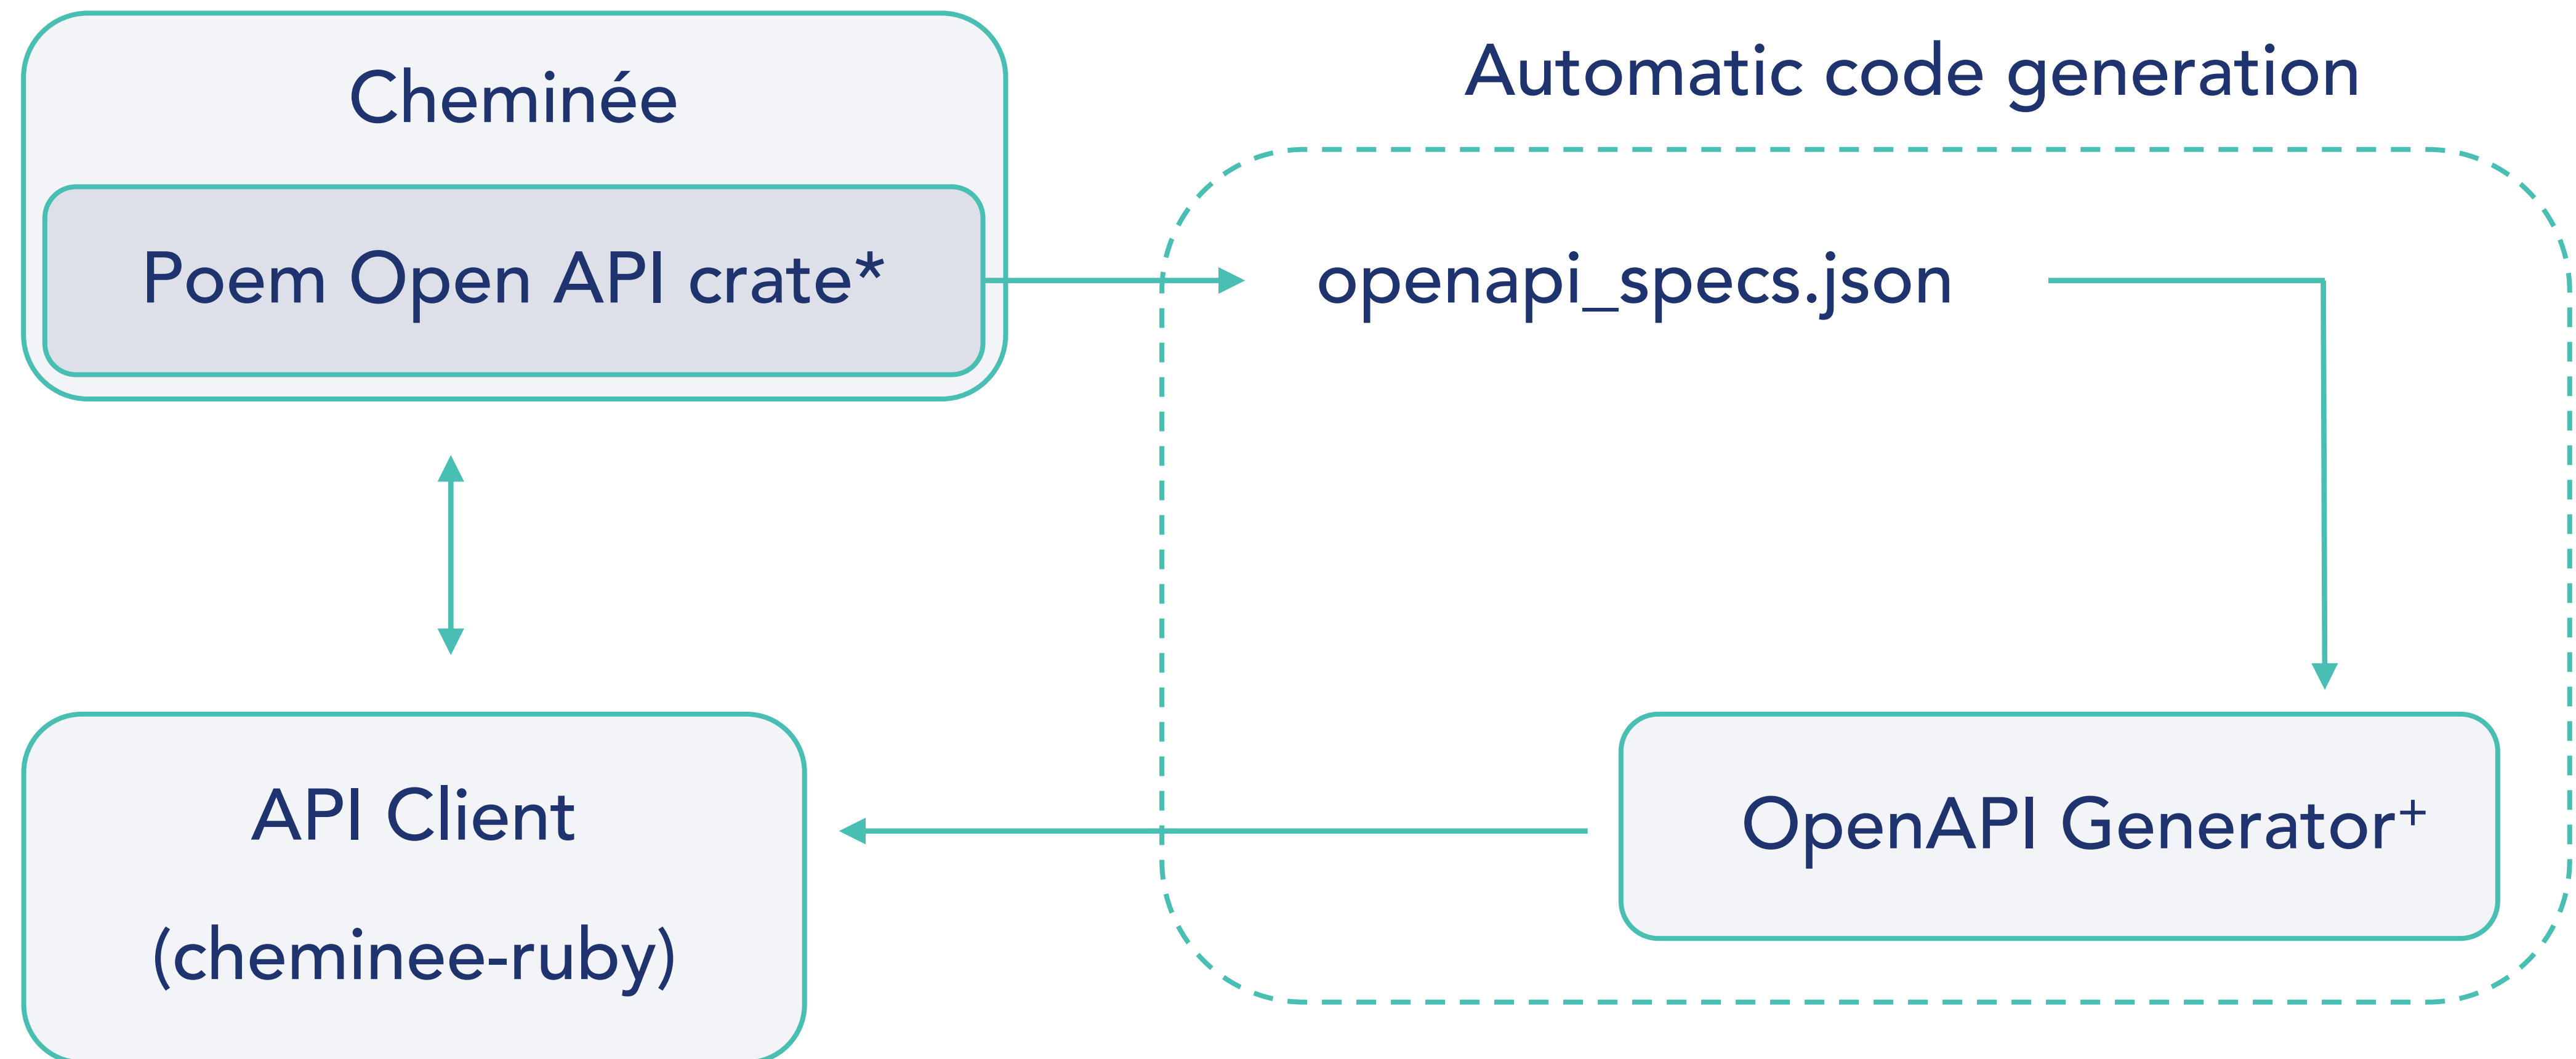 Cheminée
Poem Open API crate*
Automatic code generation
openapi_specs.json
API Client
(cheminee-ruby)
OpenAPI Generator⁺